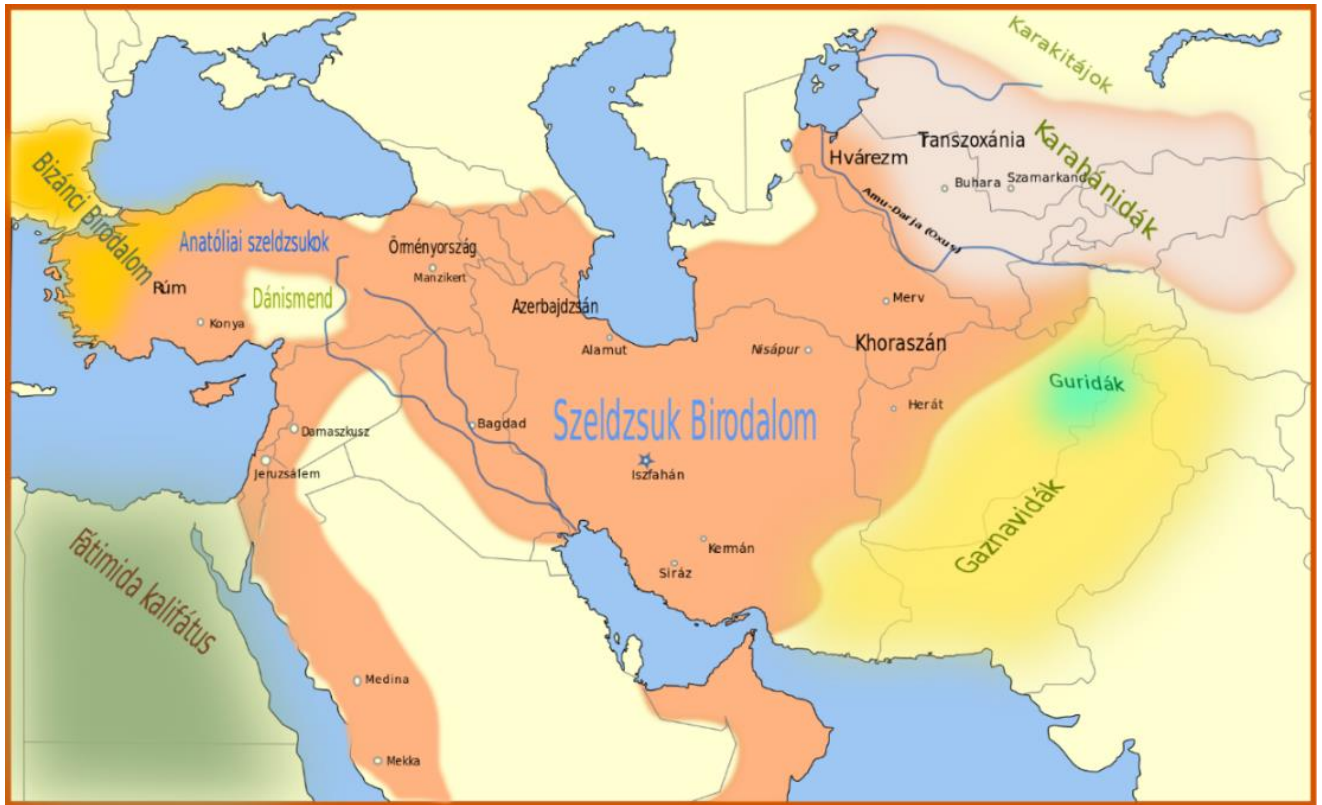 Karakitájok
Karahánidák
Transzoxánia
Hvárezm
Buhara
Szamarkand
Amu-Darja (Oxus)
Bizánci Birodalom
Anatóliai szeldzsukok
Örményország
Manzikert
Rúm
Dánismend
Konya
Azerbajdzsán
Alamut
Merv
Nisápur
Khoraszán
Guridák
Herát
Szeldzsuk Birodalom
Damaszkusz
Bagdad
Jeruzsálem
Iszfahán
Gaznavidák
Fátimida kalifátus
Kermán
Siráz
Medina
Mekka